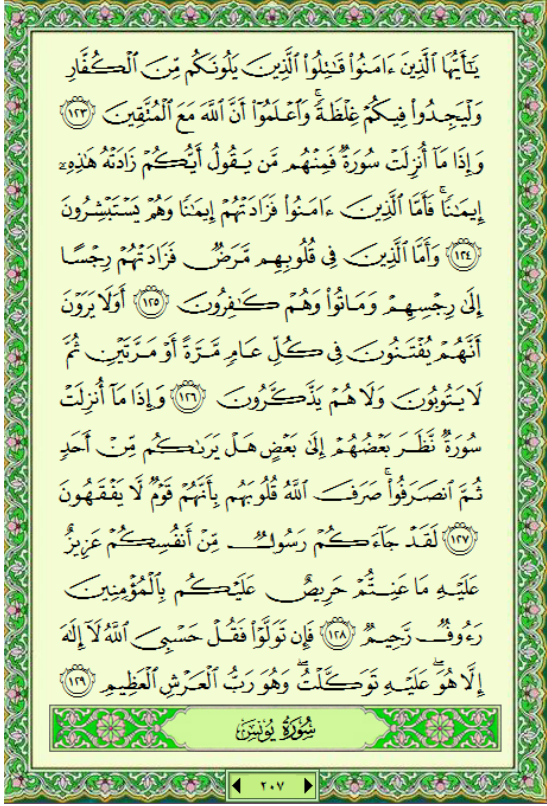 يَـٰٓأَيُّهَا ٱلَّذِينَ ءَامَنُوا۟ قَـٰتِلُوا۟ ٱلَّذِينَ يَلُونَكُم مِّنَ ٱلْكُفَّارِ
وَلْيَجِدُوا۟ فِيكُمْ غِلْظَةً ۚ وَٱعْلَمُوٓا۟ أَنَّ ٱللَّهَ مَعَ ٱلْمُتَّقِينَ ١٢٣
وَإِذَا مَآ أُنزِلَتْ سُورَةٌ فَمِنْهُم مَّن يَقُولُ أَيُّكُمْ زَادَتْهُ هَـٰذِهِۦٓ
إِيمَـٰنًا ۚ فَأَمَّا ٱلَّذِينَ ءَامَنُوا۟ فَزَادَتْهُمْ إِيمَـٰنًا وَهُمْ يَسْتَبْشِرُونَ
١٢٤ وَأَمَّا ٱلَّذِينَ فِى قُلُوبِهِم مَّرَضٌ فَزَادَتْهُمْ رِجْسًا
إِلَىٰ رِجْسِهِمْ وَمَاتُوا۟ وَهُمْ كَـٰفِرُونَ ١٢٥ أَوَلَا يَرَوْنَ
أَنَّهُمْ يُفْتَنُونَ فِى كُلِّ عَامٍ مَّرَّةً أَوْ مَرَّتَيْنِ ثُمَّ
لَا يَتُوبُونَ وَلَا هُمْ يَذَّكَّرُونَ ١٢٦ وَإِذَا مَآ أُنزِلَتْ
سُورَةٌ نَّظَرَ بَعْضُهُمْ إِلَىٰ بَعْضٍ هَلْ يَرَىٰكُم مِّنْ أَحَدٍ
ثُمَّ ٱنصَرَفُوا۟ ۚ صَرَفَ ٱللَّهُ قُلُوبَهُم بِأَنَّهُمْ قَوْمٌ لَّا يَفْقَهُونَ
١٢٧ لَقَدْ جَآءَكُمْ رَسُولٌ مِّنْ أَنفُسِكُمْ عَزِيزٌ
عَلَيْهِ مَا عَنِتُّمْ حَرِيصٌ عَلَيْكُم بِٱلْمُؤْمِنِينَ
رَءُوفٌ رَّحِيمٌ ١٢٨ فَإِن تَوَلَّوْا۟ فَقُلْ حَسْبِىَ ٱللَّهُ لَآ إِلَـٰهَ
إِلَّا هُوَ ۖ عَلَيْهِ تَوَكَّلْتُ ۖ وَهُوَ رَبُّ ٱلْعَرْشِ ٱلْعَظِيمِ ١٢٩
سُورَةُ يُونُسَ
٢٠٧